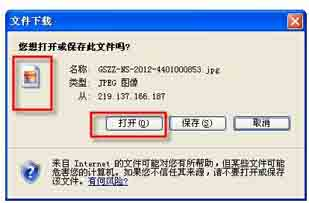 文件下载
您想打开或保存此文件吗?
名称: GSZZ-NS-2012-4401000853.jpg
类型: JPEG 图像
从: 219.137.166.187
打开(O) 保存(S) 取消
来自 Internet 的文件可能对您有所帮助，但某些文件可能
危害您的计算机。如果您不信任其来源，请不要打开或保存
该文件。有何风险?